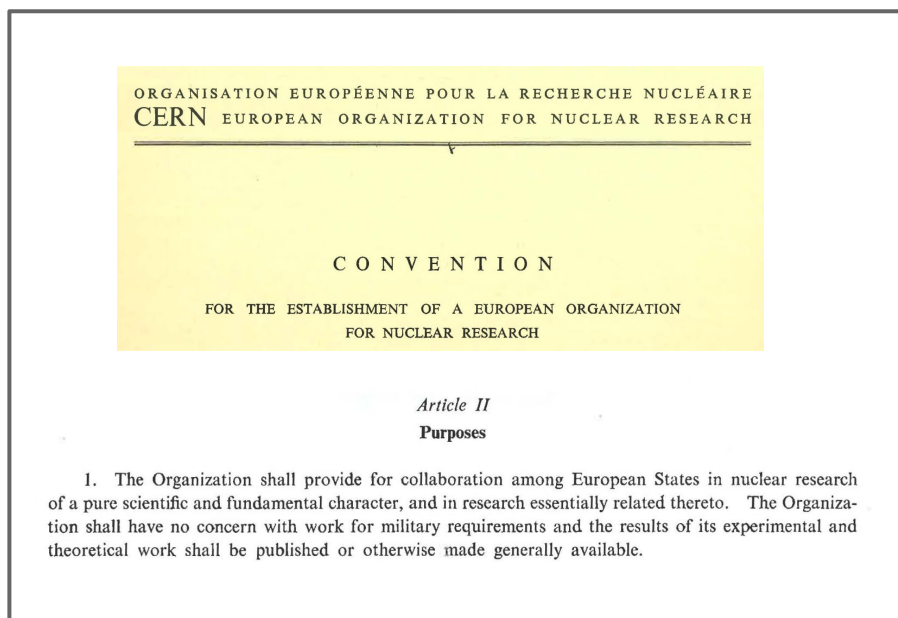 ORGANISATION EUROPÉENNE POUR LA RECHERCHE NUCLÉAIRE
CERN EUROPEAN ORGANIZATION FOR NUCLEAR RESEARCH
CONVENTION
FOR THE ESTABLISHMENT OF A EUROPEAN ORGANIZATION
FOR NUCLEAR RESEARCH
Article II
Purposes
1. The Organization shall provide for collaboration among European States in nuclear research
of a pure scientific and fundamental character, and in research essentially related thereto. The Organiza-
tion shall have no concern with work for military requirements and the results of its experimental and
theoretical work shall be published or otherwise made generally available.